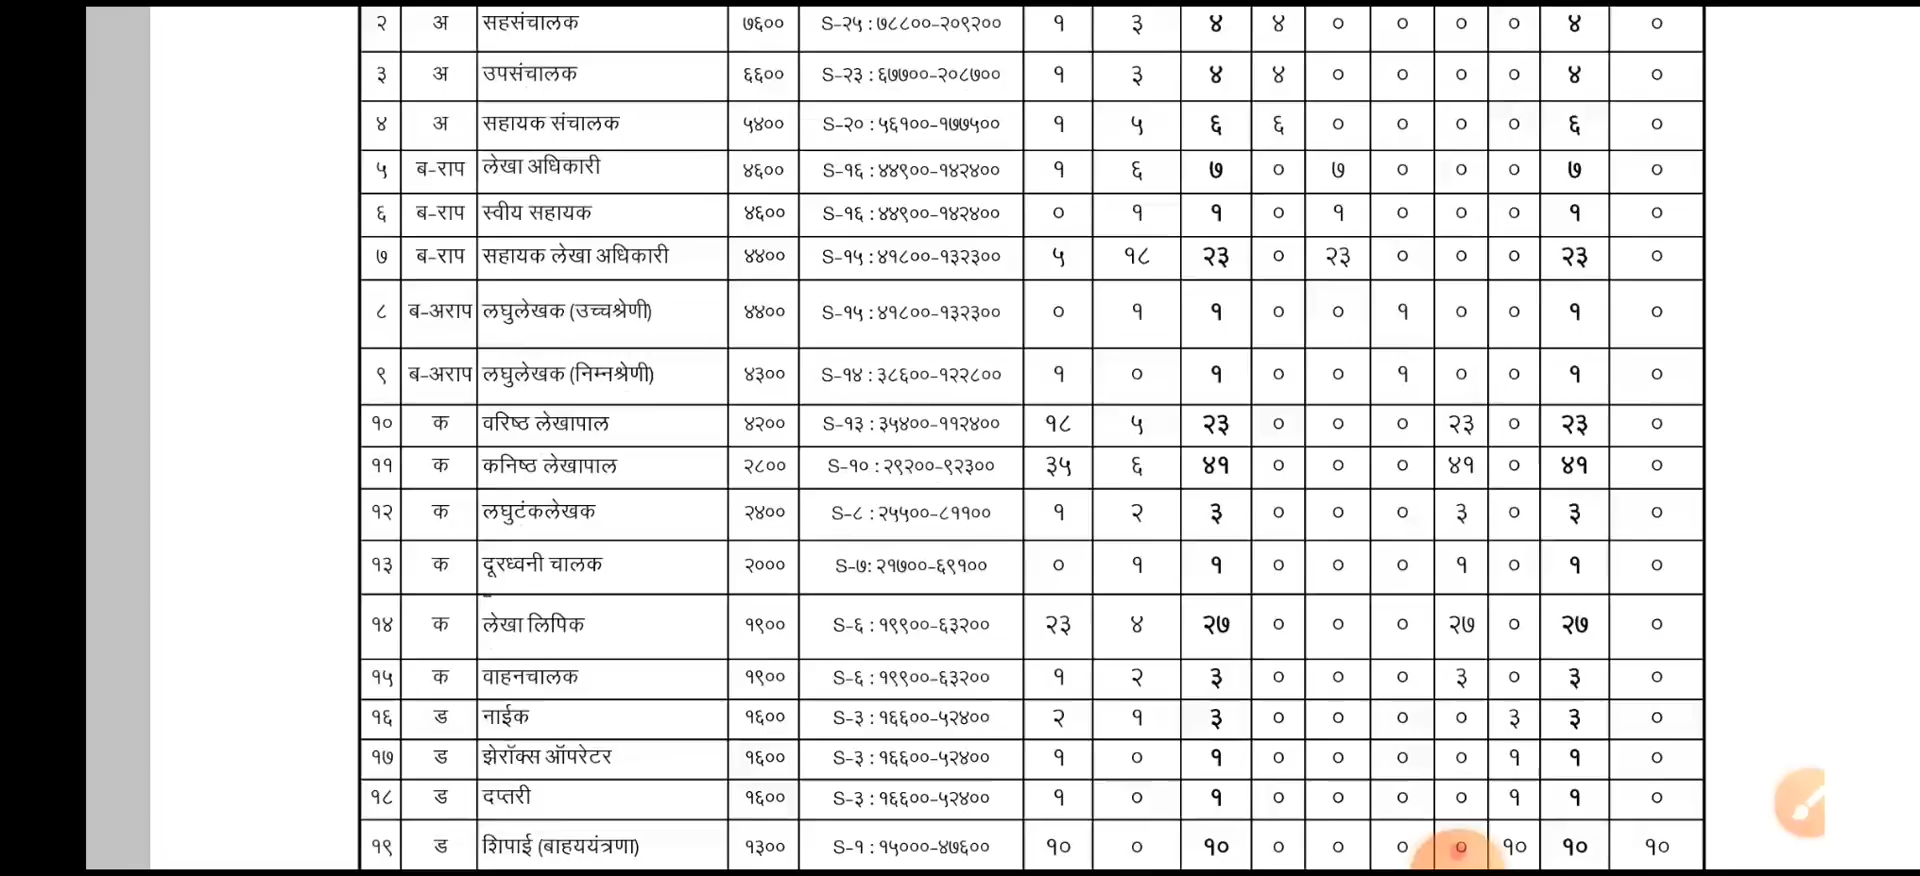 २ अ सहसंचालक ७६०० S-२५ : ७८८००-२०९२०० १ ३ ४ ४ ० ० ० ० ४ ०
३ अ उपसंचालक ६६०० S-२३ : ६७७००-२०८७०० १ ३ ४ ४ ० ० ० ० ४ ०
४ अ सहायक संचालक ५४०० S-२० : ५६१००-१७७५०० १ ५ ६ ६ ० ० ० ० ६ ०
५ ब-राप लेखा अधिकारी ४६०० S-१६ : ४४९००-१४२४०० १ ६ ७ ० ७ ० ० ० ७ ०
६ ब-राप स्वीय सहायक ४६०० S-१६ : ४४९००-१४२४०० ० १ १ ० १ ० ० ० १ ०
७ ब-राप सहायक लेखा अधिकारी ४४०० S-१५ : ४१८००-१३२३०० ५ १८ २३ ० २३ ० ० ० २३ ०
८ ब-अराप लघुलेखक (उच्चश्रेणी) ४४०० S-१५ : ४१८००-१३२३०० ० १ १ ० ० १ ० ० १ ०
९ ब-अराप लघुलेखक (निम्नश्रेणी) ४३०० S-१४ : ३८६००-१२२८०० १ ० १ ० ० १ ० ० १ ०
१० क वरिष्ठ लेखापाल ४२०० S-१३ : ३५४००-११२४०० १८ ५ २३ ० ० ० २३ ० २३ ०
११ क कनिष्ठ लेखापाल २८०० S-१० : २९२००-९२३०० ३५ ६ ४१ ० ० ० ४१ ० ४१ ०
१२ क लघुटंकलेखक २४०० S-८ : २५५००-८११०० १ २ ३ ० ० ० ३ ० ३ ०
१३ क दूरध्वनी चालक २००० S-७: २१७००-६९१०० ० १ १ ० ० ० १ ० १ ०
१४ क लेखा लिपिक १९०० S-६ : १९९००-६३२०० २३ ४ २७ ० ० ० २७ ० २७ ०
१५ क वाहनचालक १९०० S-६ : १९९००-६३२०० १ २ ३ ० ० ० ३ ० ३ ०
१६ ड नाईक १६०० S-३ : १६६००-५२४०० २ १ ३ ० ० ० ० ३ ३ ०
१७ ड झेरॉक्स ऑपरेटर १६०० S-३ : १६६००-५२४०० १ ० १ ० ० ० ० १ १ ०
१८ ड दप्तरी १६०० S-३ : १६६००-५२४०० १ ० १ ० ० ० ० १ १ ०
१९ ड शिपाई (बाहययंत्रणा) १३०० S-१ : १५०००-४७६०० १० ० १० ० ० ० ० १० १० १०